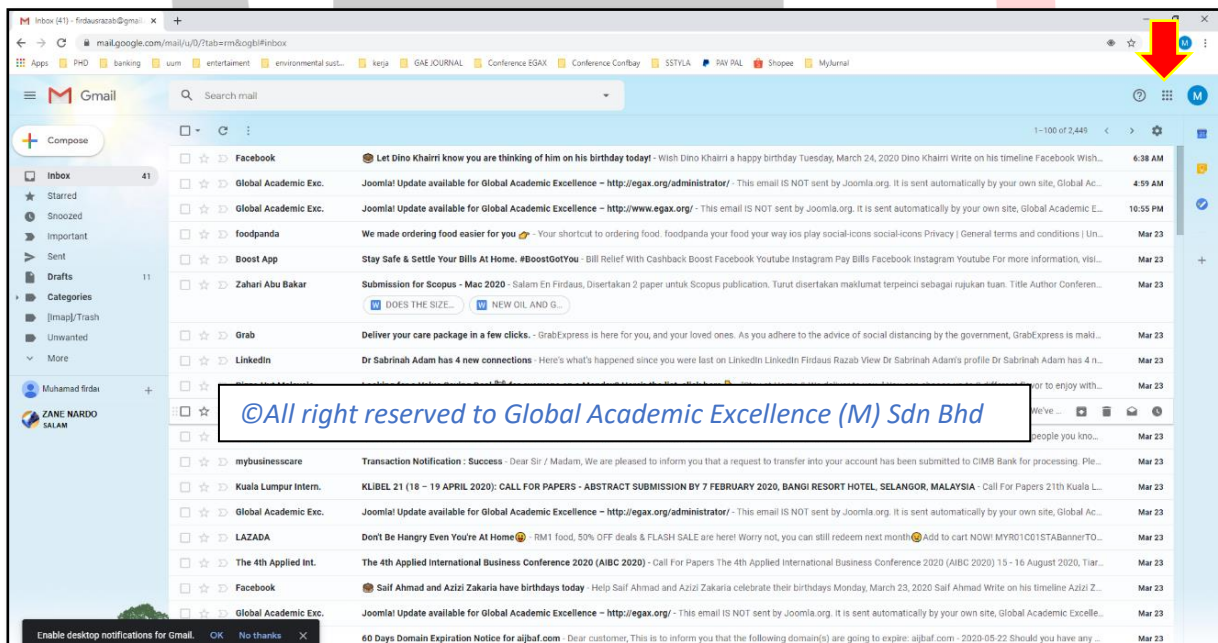 Inbox (41) - firdausrazab@gmail.
mail.google.com/mail/u/0/?tab=rm&ogbl#inbox
Apps PHD banking uum entertaiment environmental sust... kerja GAE JOURNAL Conference EGAX Conference Confbay SSTYLA PAY PAL Shopee MyJurnal
Gmail Search mail M
Compose 1–100 of 2,449
Inbox 41
Starred
Snoozed
Important
Sent
Drafts 11
Categories
[Imap]/Trash
Unwanted
More
Muhamad firdau
ZANE NARDO
SALAM
Facebook Let Dino Khairri know you are thinking of him on his birthday today! - Wish Dino Khairri a happy birthday Tuesday, March 24, 2020 Dino Khairri Write on his timeline Facebook Wish... 6:38 AM
Global Academic Exc. Joomla! Update available for Global Academic Excellence – http://egax.org/administrator/ - This email IS NOT sent by Joomla.org. It is sent automatically by your own site, Global Ac... 4:59 AM
Global Academic Exc. Joomla! Update available for Global Academic Excellence – http://www.egax.org/ - This email IS NOT sent by Joomla.org. It is sent automatically by your own site, Global Academic E... 10:55 PM
foodpanda We made ordering food easier for you - Your shortcut to ordering food. foodpanda your food your way ios play social-icons social-icons Privacy | General terms and conditions | Un... Mar 23
Boost App Stay Safe & Settle Your Bills At Home. #BoostGotYou - Bill Relief With Cashback Boost Facebook Youtube Instagram Pay Bills Facebook Instagram Youtube For more information, visi... Mar 23
Zahari Abu Bakar Submission for Scopus - Mac 2020 - Salam En Firdaus, Disertakan 2 paper untuk Scopus publication. Turut disertakan maklumat terpeinci sebagai rujukan tuan. Title Author Conferen... Mar 23
DOES THE SIZE... NEW OIL AND G...
Grab Deliver your care package in a few clicks. - GrabExpress is here for you, and your loved ones. As you adhere to the advice of social distancing by the government, GrabExpress is maki... Mar 23
LinkedIn Dr Sabrinah Adam has 4 new connections - Here's what's happened since you were last on LinkedIn LinkedIn Firdaus Razab View Dr Sabrinah Adam's profile Dr Sabrinah Adam has 4 n... Mar 23
vor to enjoy with... Mar 23
©All right reserved to Global Academic Excellence (M) Sdn Bhd
We've ...
people you kno... Mar 23
mybusinesscare Transaction Notification : Success - Dear Sir / Madam, We are pleased to inform you that a request to transfer into your account has been submitted to CIMB Bank for processing. Ple... Mar 23
Kuala Lumpur Intern. KLiBEL 21 (18 – 19 APRIL 2020): CALL FOR PAPERS - ABSTRACT SUBMISSION BY 7 FEBRUARY 2020, BANGI RESORT HOTEL, SELANGOR, MALAYSIA - Call For Papers 21th Kuala L... Mar 23
Global Academic Exc. Joomla! Update available for Global Academic Excellence – http://egax.org/administrator/ - This email IS NOT sent by Joomla.org. It is sent automatically by your own site, Global Ac... Mar 23
LAZADA Don't Be Hangry Even You're At Home - RM1 food, 50% OFF deals & FLASH SALE are here! Worry not, you can still redeem next month Add to cart NOW! MYR01C01STABannerTO... Mar 23
The 4th Applied Int. The 4th Applied International Business Conference 2020 (AIBC 2020) - Call For Papers The 4th Applied International Business Conference 2020 (AIBC 2020) 15 - 16 August 2020, Tiar... Mar 23
Facebook Saif Ahmad and Azizi Zakaria have birthdays today - Help Saif Ahmad and Azizi Zakaria celebrate their birthdays Monday, March 23, 2020 Saif Ahmad Write on his timeline Azizi Z... Mar 23
Global Academic Exc. Joomla! Update available for Global Academic Excellence – http://egax.org/ - This email IS NOT sent by Joomla.org. It is sent automatically by your own site, Global Academic Excelle... Mar 23
60 Days Domain Expiration Notice for aijbaf.com - Dear customer, This is to inform you that the following domain(s) are going to expire: aijbaf.com - 2020-05-22 Should you have any ... Mar 23
Enable desktop notifications for Gmail. OK No thanks